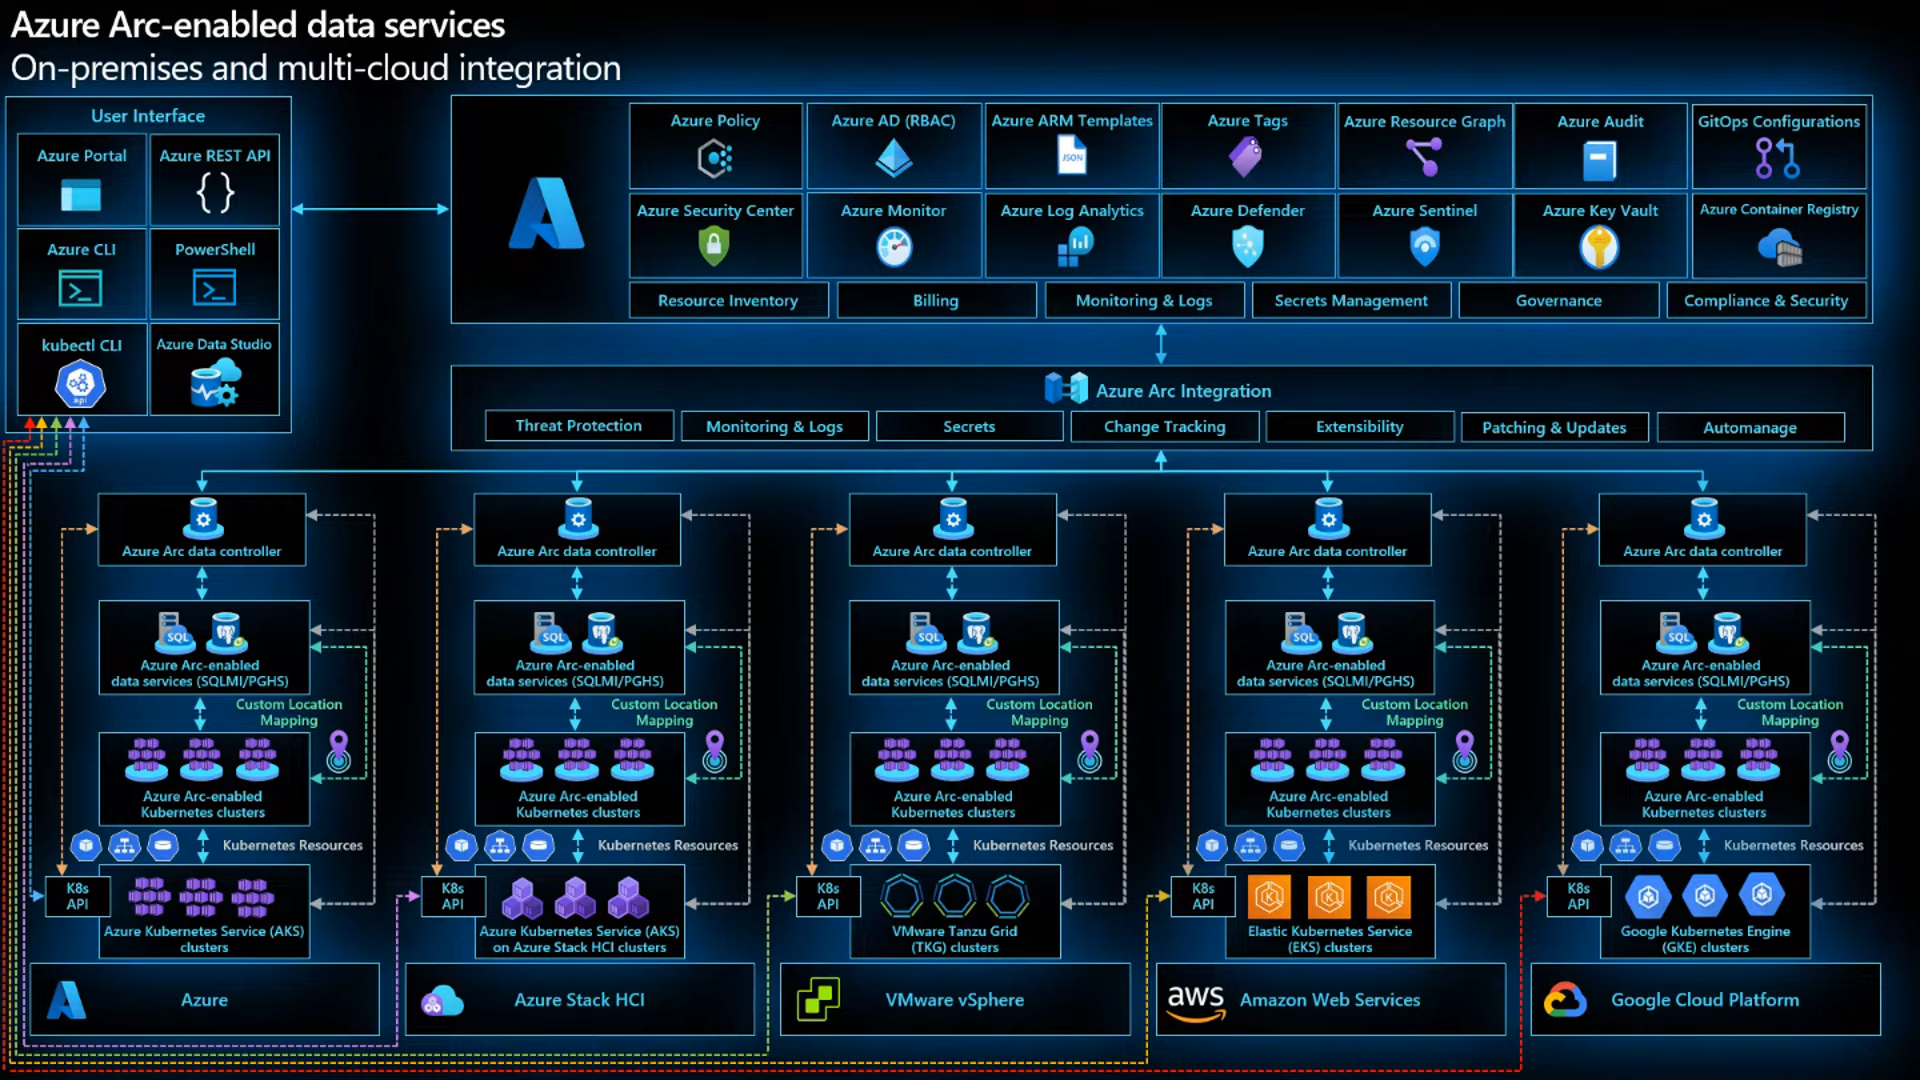 Azure Arc-enabled data services
On-premises and multi-cloud integration
User Interface
Azure Portal
Azure REST API
{ }
Azure CLI
PowerShell
>_
>_
kubectl CLI
Azure Data Studio
api
Azure Policy
Azure AD (RBAC)
Azure ARM Templates
JSON
Azure Tags
Azure Resource Graph
Azure Audit
GitOps Configurations
Azure Security Center
Azure Monitor
Azure Log Analytics
Azure Defender
Azure Sentinel
Azure Key Vault
Azure Container Registry
Resource Inventory
Billing
Monitoring & Logs
Secrets Management
Governance
Compliance & Security
Azure Arc Integration
Threat Protection
Monitoring & Logs
Secrets
Change Tracking
Extensibility
Patching & Updates
Automanage
Azure Arc data controller
SQL
Azure Arc-enabled
data services (SQLMI/PGHS)
Custom Location
Mapping
Azure Arc-enabled
Kubernetes clusters
Kubernetes Resources
K8s
API
Azure Kubernetes Service (AKS)
clusters
Azure
Azure Arc data controller
SQL
Azure Arc-enabled
data services (SQLMI/PGHS)
Custom Location
Mapping
Azure Arc-enabled
Kubernetes clusters
Kubernetes Resources
K8s
API
Azure Kubernetes Service (AKS)
on Azure Stack HCI clusters
Azure Stack HCI
Azure Arc data controller
SQL
Azure Arc-enabled
data services (SQLMI/PGHS)
Custom Location
Mapping
Azure Arc-enabled
Kubernetes clusters
Kubernetes Resources
K8s
API
VMware Tanzu Grid
(TKG) clusters
VMware vSphere
Azure Arc data controller
SQL
Azure Arc-enabled
data services (SQLMI/PGHS)
Custom Location
Mapping
Azure Arc-enabled
Kubernetes clusters
Kubernetes Resources
K8s
API
K
K
K
Elastic Kubernetes Service
(EKS) clusters
aws
Amazon Web Services
Azure Arc data controller
SQL
Azure Arc-enabled
data services (SQLMI/PGHS)
Custom Location
Mapping
Azure Arc-enabled
Kubernetes clusters
Kubernetes Resources
K8s
API
Google Kubernetes Engine
(GKE) clusters
Google Cloud Platform